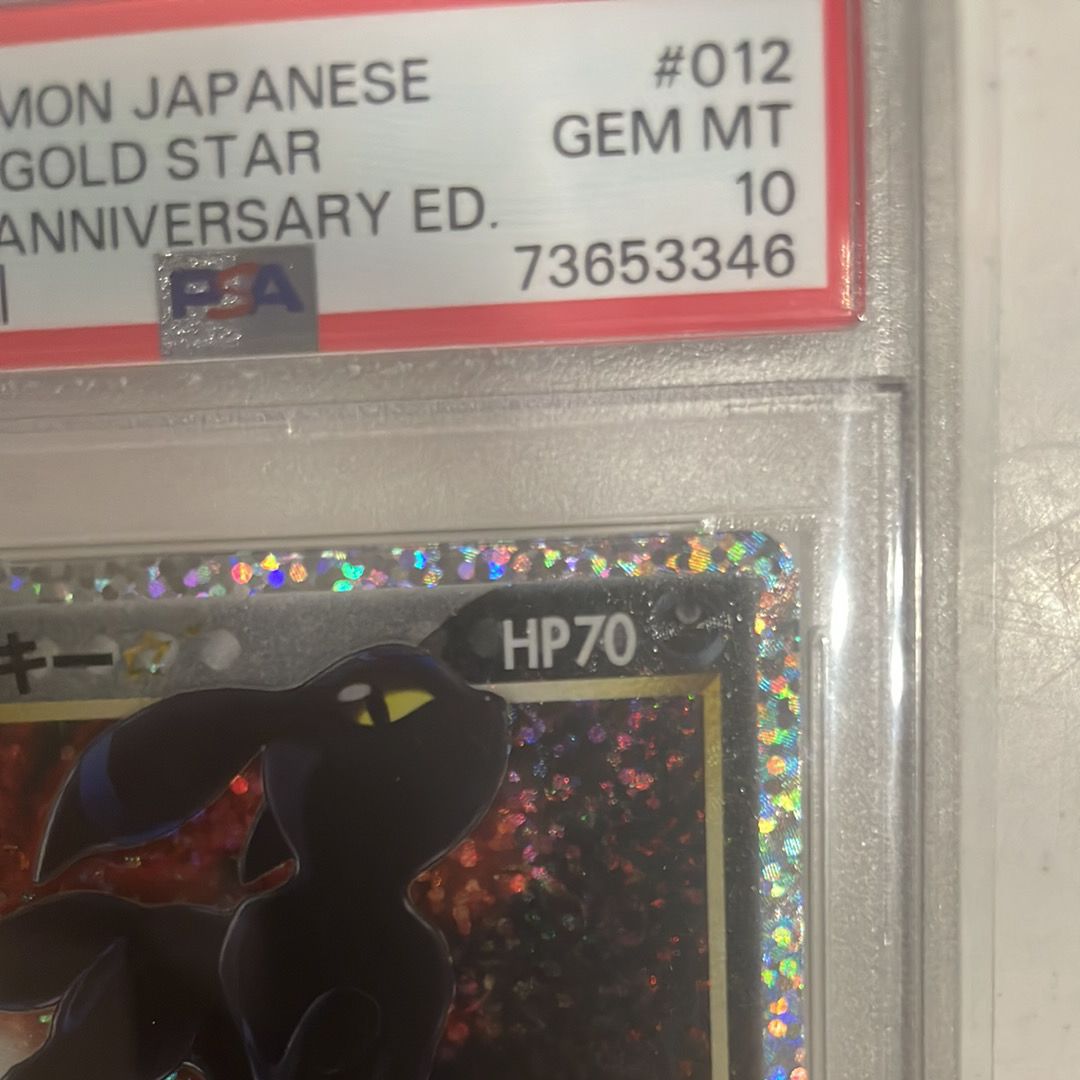 MON JAPANESE
#012
GOLD STAR
GEM MT
ANNIVERSARY ED.
10
73653346
PSA
キー☆
HP70